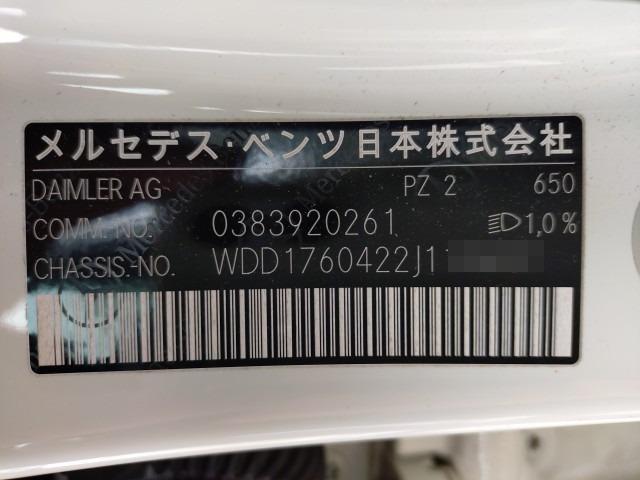 メルセデス・ベンツ日本株式会社
DAIMLER AG PZ 2 650
COMM. NO. 0383920261 1,0 %
CHASSIS.-NO. WDD1760422J1